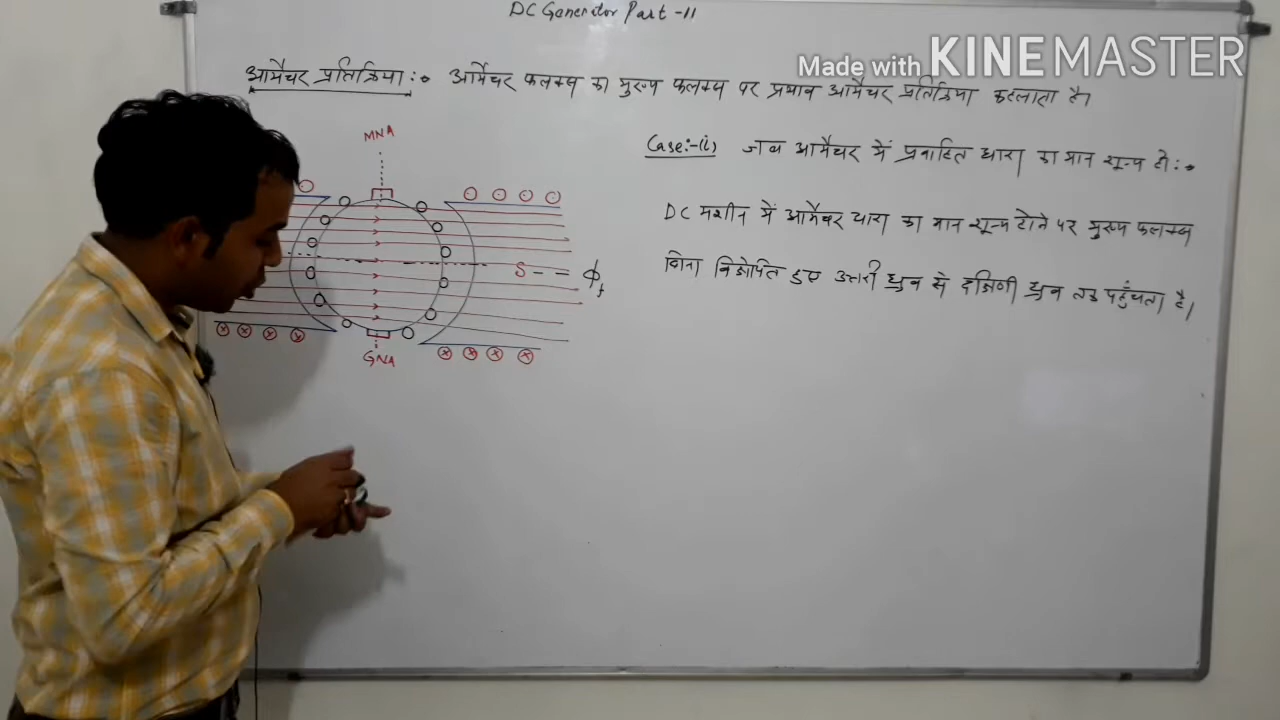 DC Generator Part-11
Made with KINEMASTER
आर्मेचर प्रतिक्रिया :- आर्मेचर फलक्स का मुख्य फलक्स पर प्रभाव आर्मेचर प्रतिक्रिया कहलाता है।
Case:-(i) जब आर्मेचर में प्रवाहित धारा का मान शून्य हो :-
DC मशीन में आर्मेचर धारा का मान शून्य होने पर मुख्य फलक्स
बिना विक्षेपित हुए उत्तरी ध्रुव से दक्षिणी ध्रुव तक पहुँचता है।
MNA
S - = ϕf
GNA